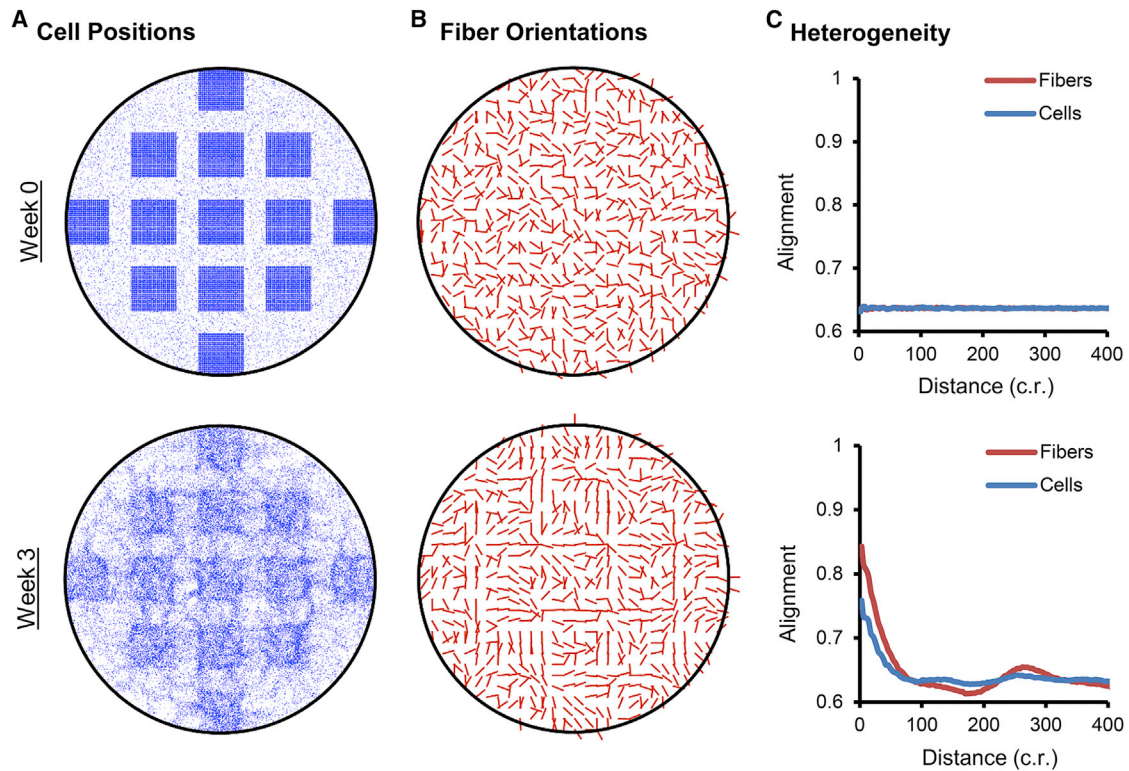 A Cell Positions
B Fiber Orientations
C Heterogeneity
Week 0
1
0.9
0.8
0.7
0.6
Alignment
Fibers
Cells
0 100 200 300 400
Distance (c.r.)
Week 3
1
0.9
0.8
0.7
0.6
Alignment
Fibers
Cells
0 100 200 300 400
Distance (c.r.)